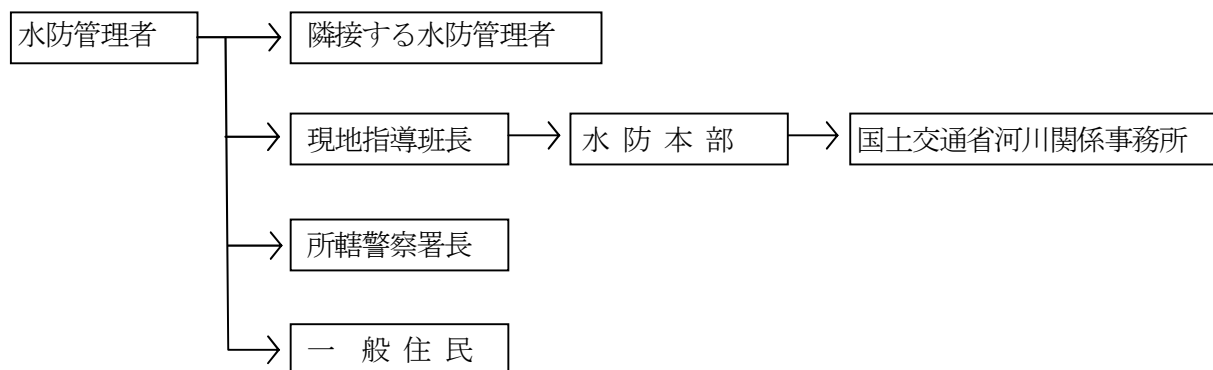 水防管理者
隣接する水防管理者
現地指導班長
水 防 本 部
国土交通省河川関係事務所
所轄警察署長
一 般 住 民